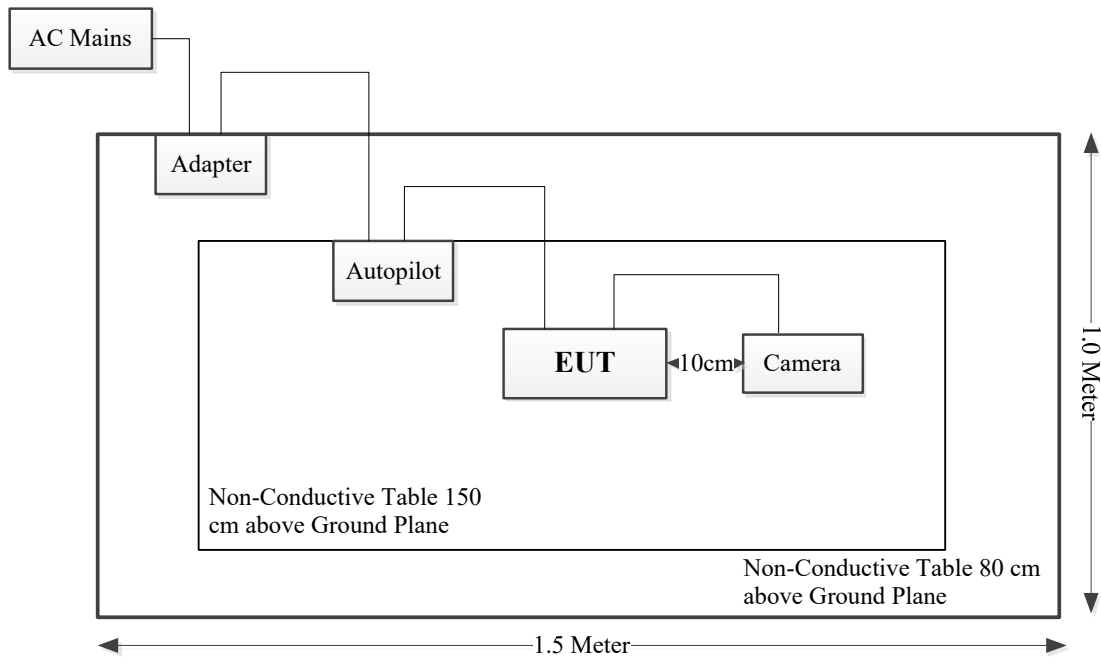 AC Mains
Adapter
Autopilot
EUT
10cm
Camera
1.0 Meter
Non-Conductive Table 150
cm above Ground Plane
Non-Conductive Table 80 cm
above Ground Plane
1.5 Meter